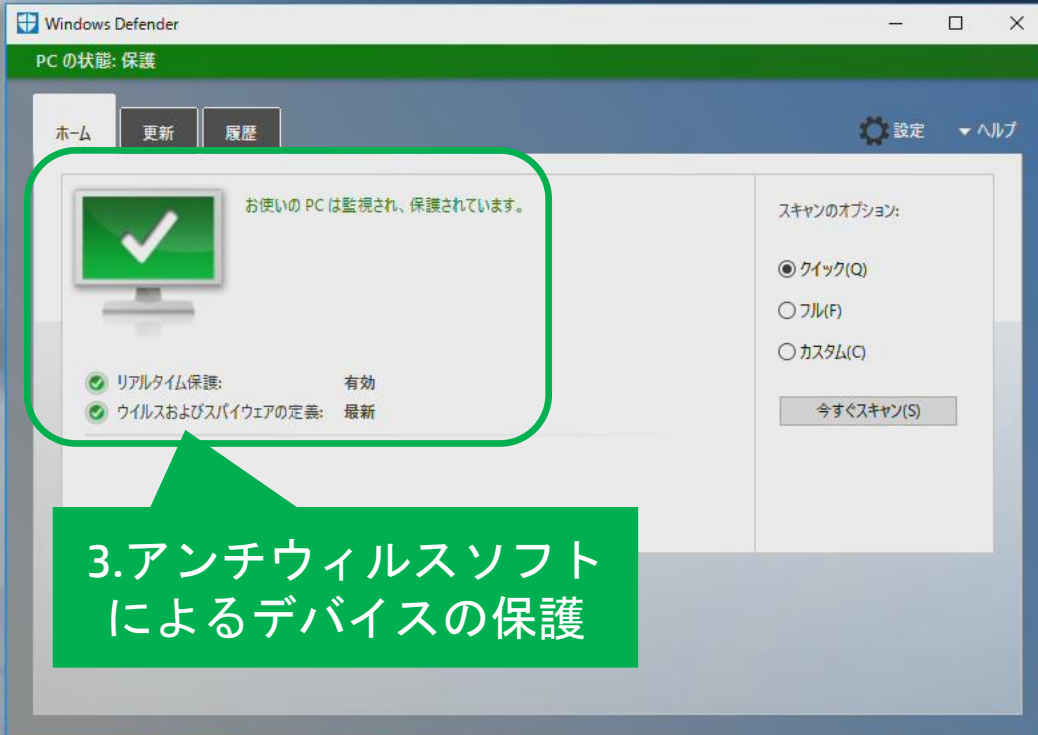 Windows Defender
PC の状態: 保護
ホーム
更新
履歴
設定
ヘルプ
お使いの PC は監視され、保護されています。
リアルタイム保護: 有効
ウイルスおよびスパイウェアの定義: 最新
スキャンのオプション:
クイック(Q)
フル(F)
カスタム(C)
今すぐスキャン(S)
3.アンチウィルスソフト
によるデバイスの保護